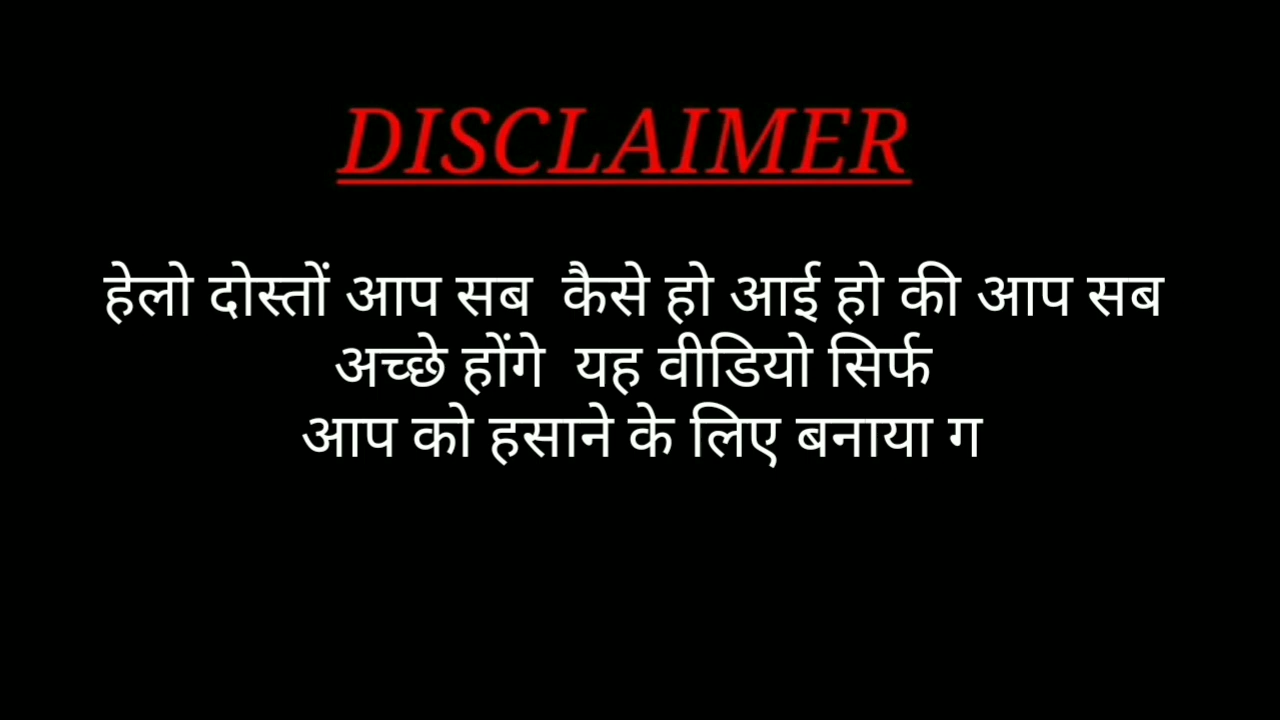 DISCLAIMER
हेलो दोस्तों आप सब कैसे हो आई हो की आप सब
अच्छे होंगे यह वीडियो सिर्फ
आप को हसाने के लिए बनाया ग